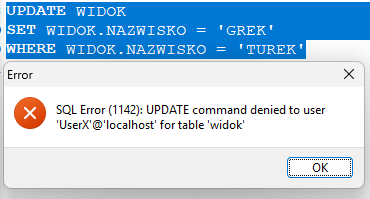 UPDATE WIDOK
SET WIDOK.NAZWISKO = 'GREK'
WHERE WIDOK.NAZWISKO = 'TUREK'
Error
SQL Error (1142): UPDATE command denied to user
'UserX'@'localhost' for table 'widok'
OK